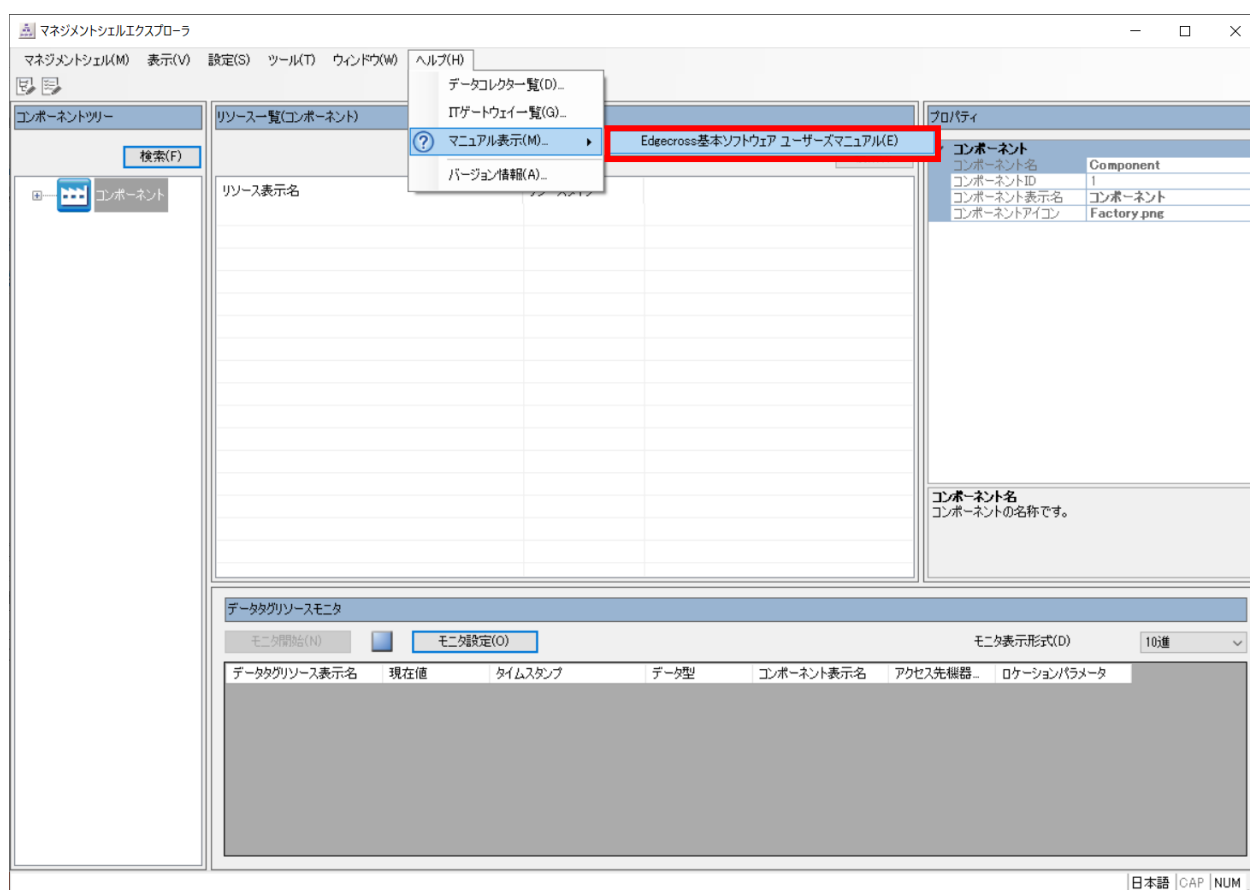 マネジメントシェルエクスプローラ
マネジメントシェル(M) 表示(V) 設定(S) ツール(T) ウィンドウ(W) ヘルプ(H)
データコレクター覧(D)...
ITゲートウェイ一覧(G)...
マニュアル表示(M)...
Edgecross基本ソフトウェア ユーザーズマニュアル(E)
バージョン情報(A)...
コンポーネントツリー
検索(F)
コンポーネント
リソース一覧(コンポーネント)
リソース表示名
プロパティ
コンポーネント
コンポーネント名 Component
コンポーネントID 1
コンポーネント表示名 コンポーネント
コンポーネントアイコン Factory.png
コンポーネント名
コンポーネントの名称です。
データタグリソースモニタ
モニタ開始(N) モニタ設定(O) モニタ表示形式(D) 10進
データタグリソース表示名 現在値 タイムスタンプ データ型 コンポーネント表示名 アクセス先機器... ロケーションパラメータ
日本語 CAP NUM